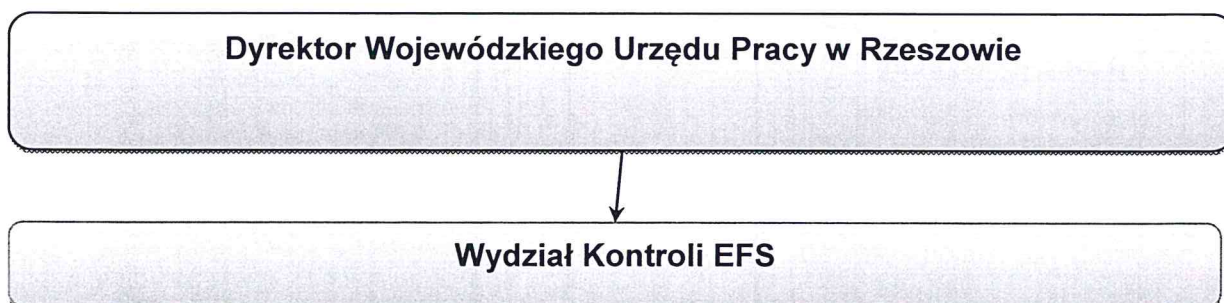 Dyrektor Wojewódzkiego Urzędu Pracy w Rzeszowie
Wydział Kontroli EFS